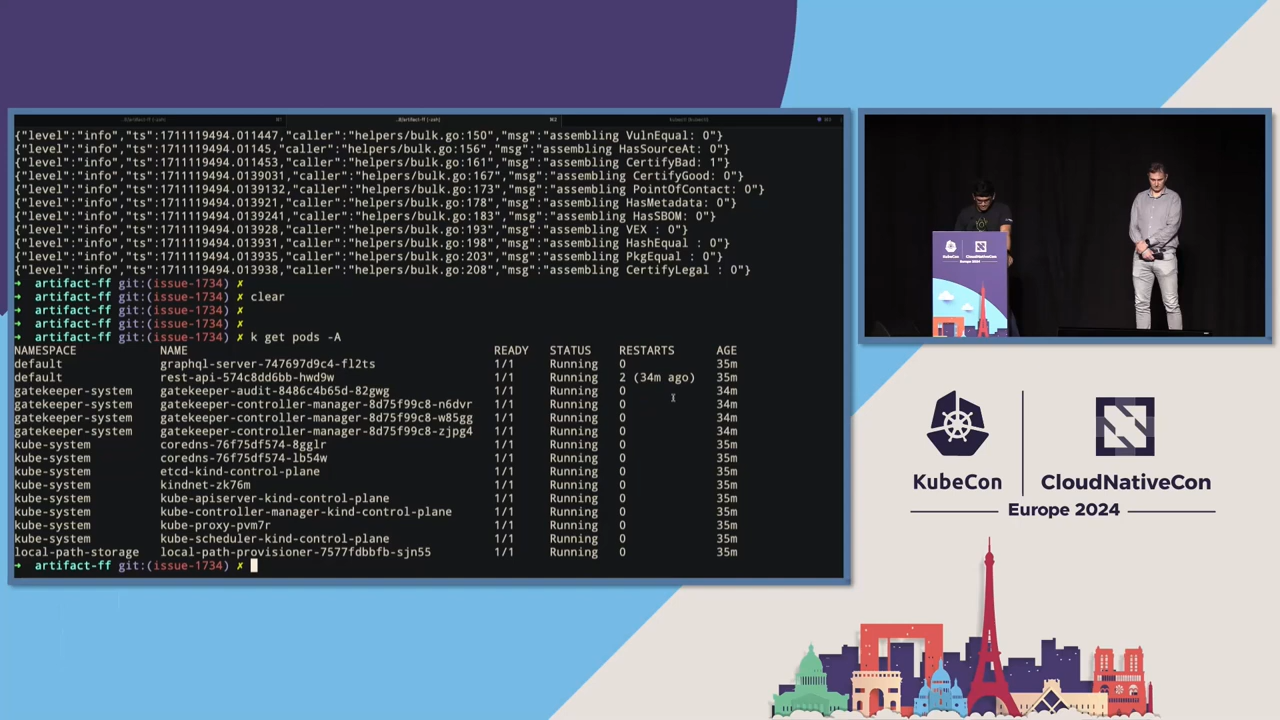 ..ff/artifact-ff (-zsh) ⌘1 ..ff/artifact-ff (-zsh) ⌘2 ⌘3
{"level":"info","ts":1711119494.011447,"caller":"helpers/bulk.go:150","msg":"assembling VulnEqual: 0"}
{"level":"info","ts":1711119494.01145,"caller":"helpers/bulk.go:156","msg":"assembling HasSourceAt: 0"}
{"level":"info","ts":1711119494.011453,"caller":"helpers/bulk.go:161","msg":"assembling CertifyBad: 1"}
{"level":"info","ts":1711119494.0139031,"caller":"helpers/bulk.go:167","msg":"assembling CertifyGood: 0"}
{"level":"info","ts":1711119494.0139132,"caller":"helpers/bulk.go:173","msg":"assembling PointOfContact: 0"}
{"level":"info","ts":1711119494.013921,"caller":"helpers/bulk.go:178","msg":"assembling HasMetadata: 0"}
{"level":"info","ts":1711119494.0139241,"caller":"helpers/bulk.go:183","msg":"assembling HasSBOM: 0"}
{"level":"info","ts":1711119494.013929,"caller":"helpers/bulk.go:193","msg":"assembling VEX : 0"}
{"level":"info","ts":1711119494.013931,"caller":"helpers/bulk.go:198","msg":"assembling HashEqual : 0"}
{"level":"info","ts":1711119494.013934,"caller":"helpers/bulk.go:203","msg":"assembling PkgEqual : 0"}
{"level":"info","ts":1711119494.013936,"caller":"helpers/bulk.go:208","msg":"assembling CertifyLegal : 0"}
➜ artifact-ff git:(issue-1734) ✗
➜ artifact-ff git:(issue-1734) ✗ clear
➜ artifact-ff git:(issue-1734) ✗
➜ artifact-ff git:(issue-1734) ✗
➜ artifact-ff git:(issue-1734) ✗ k get pods -A
NAMESPACE NAME READY STATUS RESTARTS AGE
default graphql-server-747697d9c4-fl2ts 1/1 Running 0 35m
default rest-api-574c8dd6bb-hwd9w 1/1 Running 2 (34m ago) 35m
gatekeeper-system gatekeeper-audit-8486c4b65d-82gwg 1/1 Running 0 34m
gatekeeper-system gatekeeper-controller-manager-8d75f99c8-n6dvr 1/1 Running 0 34m
gatekeeper-system gatekeeper-controller-manager-8d75f99c8-w85gg 1/1 Running 0 34m
gatekeeper-system gatekeeper-controller-manager-8d75f99c8-zjpg4 1/1 Running 0 34m
kube-system coredns-76f75df574-8gglr 1/1 Running 0 35m
kube-system coredns-76f75df574-lb54w 1/1 Running 0 35m
kube-system etcd-kind-control-plane 1/1 Running 0 35m
kube-system kindnet-zk76m 1/1 Running 0 35m
kube-system kube-apiserver-kind-control-plane 1/1 Running 0 35m
kube-system kube-controller-manager-kind-control-plane 1/1 Running 0 35m
kube-system kube-proxy-pvm7r 1/1 Running 0 35m
kube-system kube-scheduler-kind-control-plane 1/1 Running 0 35m
local-path-storage local-path-provisioner-7577fdbbfb-sjn55 1/1 Running 0 35m
➜ artifact-ff git:(issue-1734) ✗
KubeCon CloudNativeCon
Europe 2024
KubeCon CloudNativeCon
Europe 2024